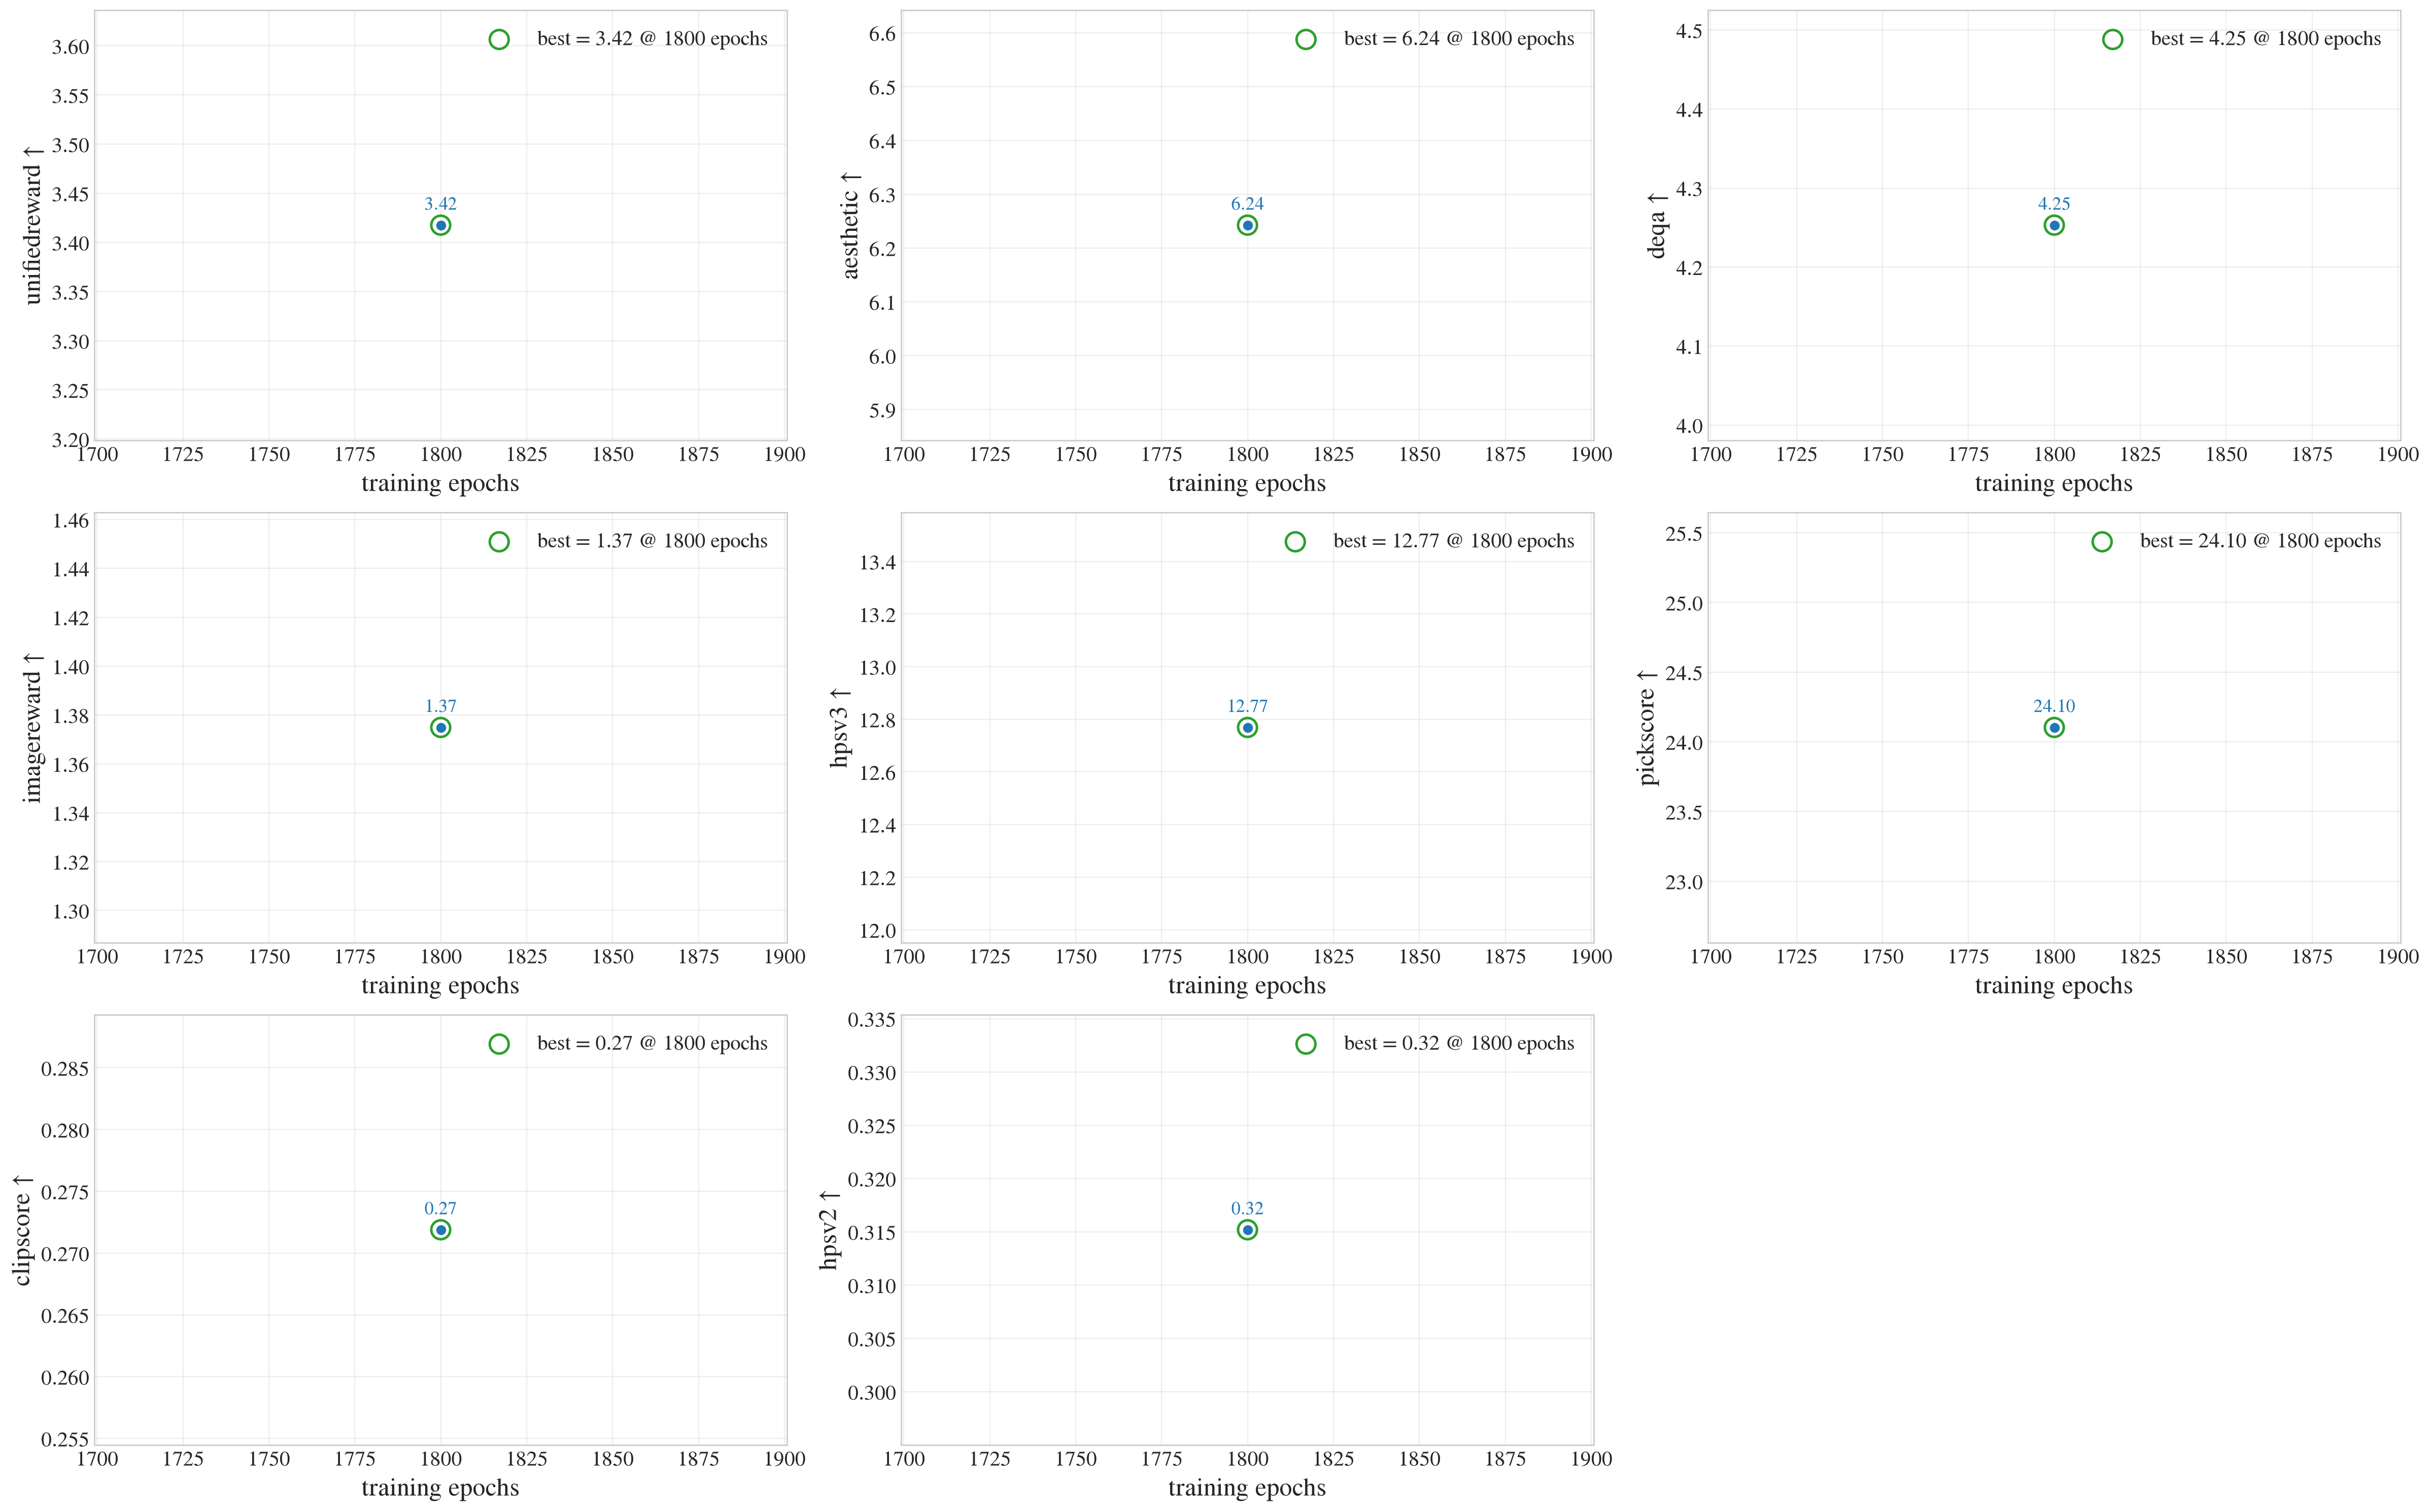 best = 3.42 @ 1800 epochs
3.60
3.55
3.50
3.45
3.40
3.35
3.30
3.25
3.20
unifiedreward ↑
3.42
1700 1725 1750 1775 1800 1825 1850 1875 1900
training epochs
best = 6.24 @ 1800 epochs
6.6
6.5
6.4
6.3
6.2
6.1
6.0
5.9
aesthetic ↑
6.24
1700 1725 1750 1775 1800 1825 1850 1875 1900
training epochs
best = 4.25 @ 1800 epochs
4.5
4.4
4.3
4.2
4.1
4.0
deqa ↑
4.25
1700 1725 1750 1775 1800 1825 1850 1875 1900
training epochs
best = 1.37 @ 1800 epochs
1.46
1.44
1.42
1.40
1.38
1.36
1.34
1.32
1.30
imagereward ↑
1.37
1700 1725 1750 1775 1800 1825 1850 1875 1900
training epochs
best = 12.77 @ 1800 epochs
13.4
13.2
13.0
12.8
12.6
12.4
12.2
12.0
hpsv3 ↑
12.77
1700 1725 1750 1775 1800 1825 1850 1875 1900
training epochs
best = 24.10 @ 1800 epochs
25.5
25.0
24.5
24.0
23.5
23.0
pickscore ↑
24.10
1700 1725 1750 1775 1800 1825 1850 1875 1900
training epochs
best = 0.27 @ 1800 epochs
0.285
0.280
0.275
0.270
0.265
0.260
0.255
clipscore ↑
0.27
1700 1725 1750 1775 1800 1825 1850 1875 1900
training epochs
best = 0.32 @ 1800 epochs
0.335
0.330
0.325
0.320
0.315
0.310
0.305
0.300
hpsv2 ↑
0.32
1700 1725 1750 1775 1800 1825 1850 1875 1900
training epochs